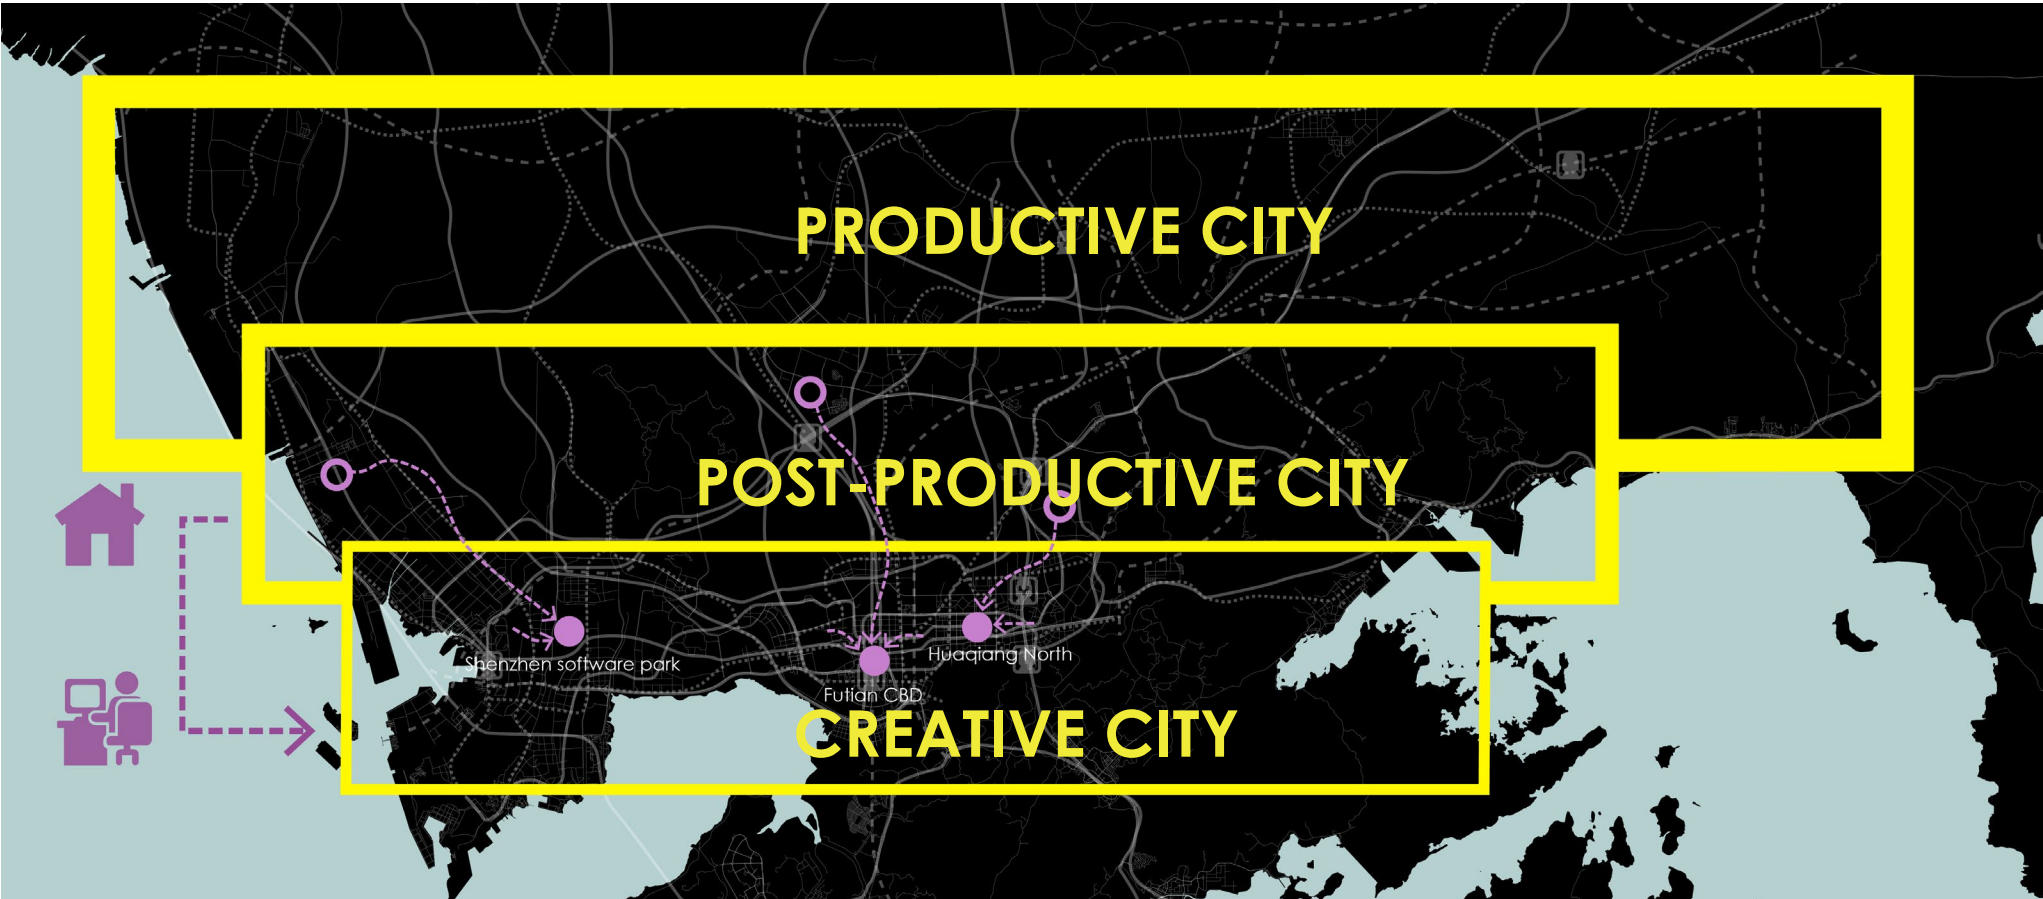 PRODUCTIVE CITY
POST-PRODUCTIVE CITY
Shenzhen software park
Huaqiang North
Futian CBD
CREATIVE CITY